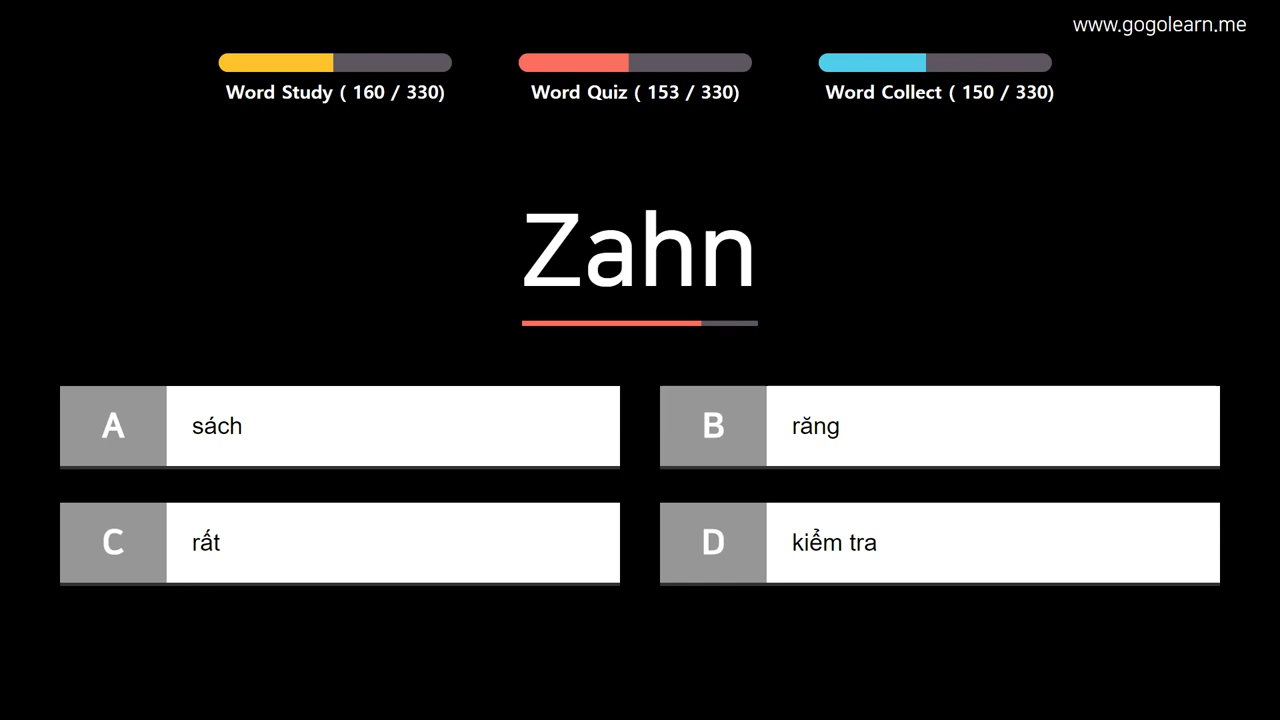 www.gogolearn.me
Word Study ( 160 / 330)
Word Quiz ( 153 / 330)
Word Collect ( 150 / 330)
Zahn
A
sách
B
răng
C
rất
D
kiểm tra